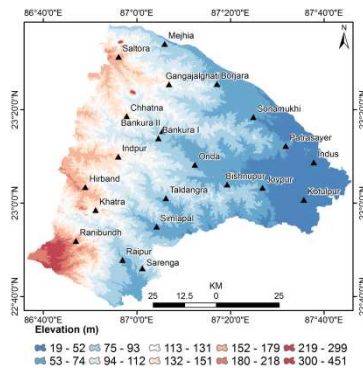 86°40'0"E 87°0'0"E 87°20'0"E 87°40'0"E
N
Mejhia
Saltora
Gangajalghati Borjara
Chhatna
Sonamukhi
Bankura II
Bankura I
Patrasayer
Indpur
Indus
Onda
Hirband
Bishnupur
Joypur
Khatra
Taldangra
Kotulpur
Simlapal
Ranibundh
Raipur
Sarenga
23°20'0"N
23°0'0"N
22°40'0"N
KM
25 12.5 0 25
86°40'0"E 87°0'0"E 87°20'0"E 87°40'0"E
Elevation (m)
19 - 52 75 - 93 113 - 131 152 - 179 219 - 299
53 - 74 94 - 112 132 - 151 180 - 218 300 - 451